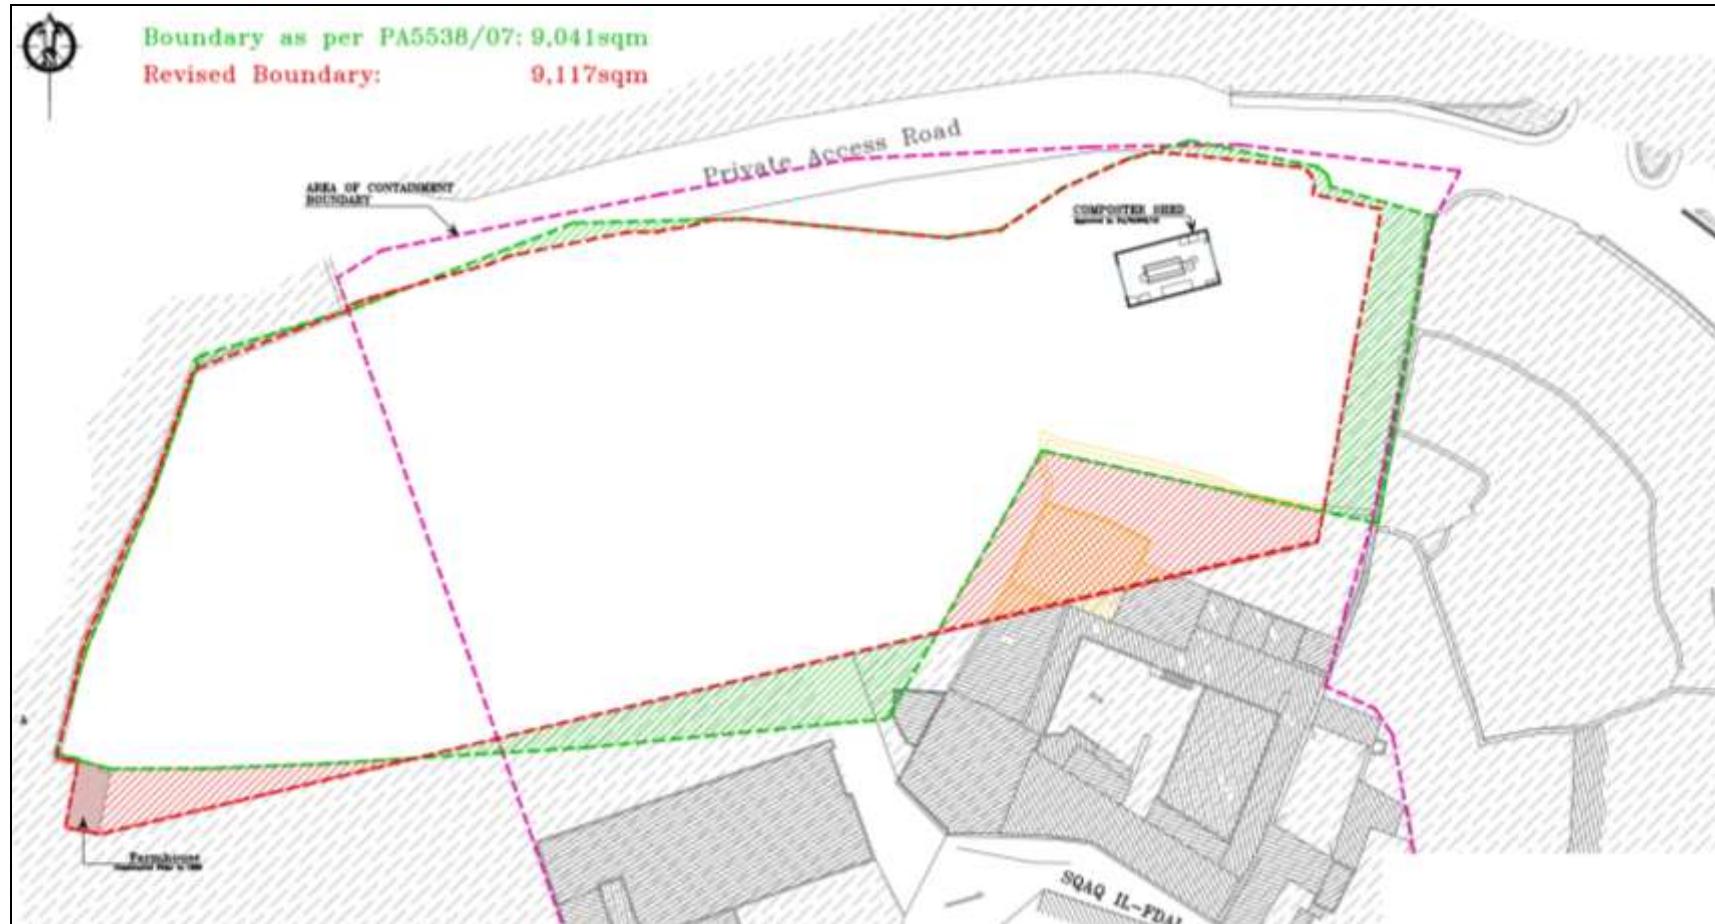 Boundary as per PA5538/07: 9,041sqm
Revised Boundary: 9,117sqm
Private Access Road
AREA OF CONTAINMENT
BOUNDARY
COMPOSTER SHED
Farmhouse
SQAQ IL-FDAL